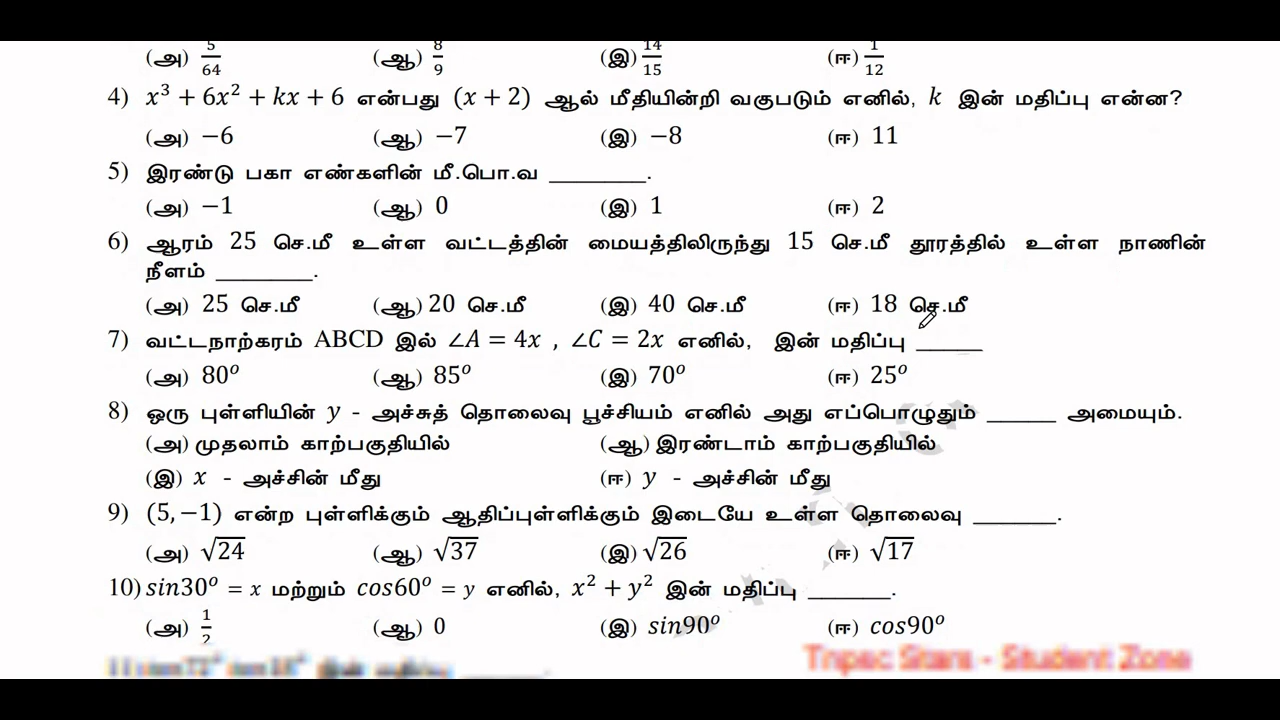 (அ) 5/64 (ஆ) 8/9 (இ) 14/15 (ஈ) 1/12
4) x³ + 6x² + kx + 6 என்பது (x + 2) ஆல் மீதியின்றி வகுபடும் எனில், k இன் மதிப்பு என்ன?
(அ) −6 (ஆ) −7 (இ) −8 (ஈ) 11
5) இரண்டு பகா எண்களின் மீ.பொ.வ ________.
(அ) −1 (ஆ) 0 (இ) 1 (ஈ) 2
6) ஆரம் 25 செ.மீ உள்ள வட்டத்தின் மையத்திலிருந்து 15 செ.மீ தூரத்தில் உள்ள நாணின்
நீளம் ________.
(அ) 25 செ.மீ (ஆ) 20 செ.மீ (இ) 40 செ.மீ (ஈ) 18 செ.மீ
7) வட்டநாற்கரம் ABCD இல் ∠A = 4x , ∠C = 2x எனில், இன் மதிப்பு ______
(அ) 80° (ஆ) 85° (இ) 70° (ஈ) 25°
8) ஒரு புள்ளியின் y - அச்சுத் தொலைவு பூச்சியம் எனில் அது எப்பொழுதும் ______ அமையும்.
(அ) முதலாம் காற்பகுதியில் (ஆ) இரண்டாம் காற்பகுதியில்
(இ) x - அச்சின் மீது (ஈ) y - அச்சின் மீது
9) (5, −1) என்ற புள்ளிக்கும் ஆதிப்புள்ளிக்கும் இடையே உள்ள தொலைவு _______.
(அ) √24 (ஆ) √37 (இ) √26 (ஈ) √17
10) sin30° = x மற்றும் cos60° = y எனில், x² + y² இன் மதிப்பு _______.
(அ) 1/2 (ஆ) 0 (இ) sin90° (ஈ) cos90°
Tnpsc Stars - Student Zone